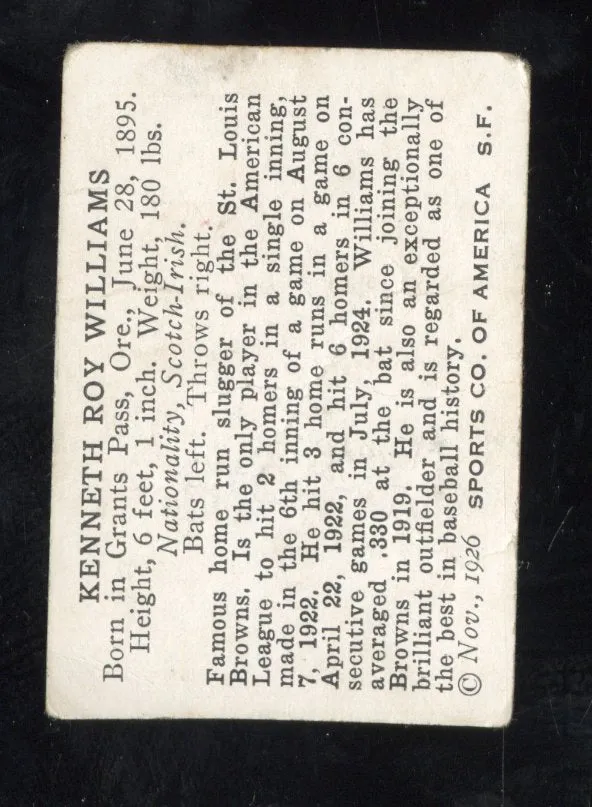 KENNETH ROY WILLIAMS
Born in Grants Pass, Ore., June 28, 1895.
Height, 6 feet, 1 inch. Weight, 180 lbs.
Nationality, Scotch-Irish.
Bats left. Throws right.
Famous home run slugger of the St. Louis
Browns. Is the only player in the American
League to hit 2 homers in a single inning,
made in the 6th inning of a game on August
7, 1922. He hit 3 home runs in a game on
April 22, 1922, and hit 6 homers in 6 con-
secutive games in July, 1924. Williams has
averaged .330 at the bat since joining the
Browns in 1919. He is also an exceptionally
brilliant outfielder and is regarded as one of
the best in baseball history.
© Nov., 1926 SPORTS CO. OF AMERICA S.F.